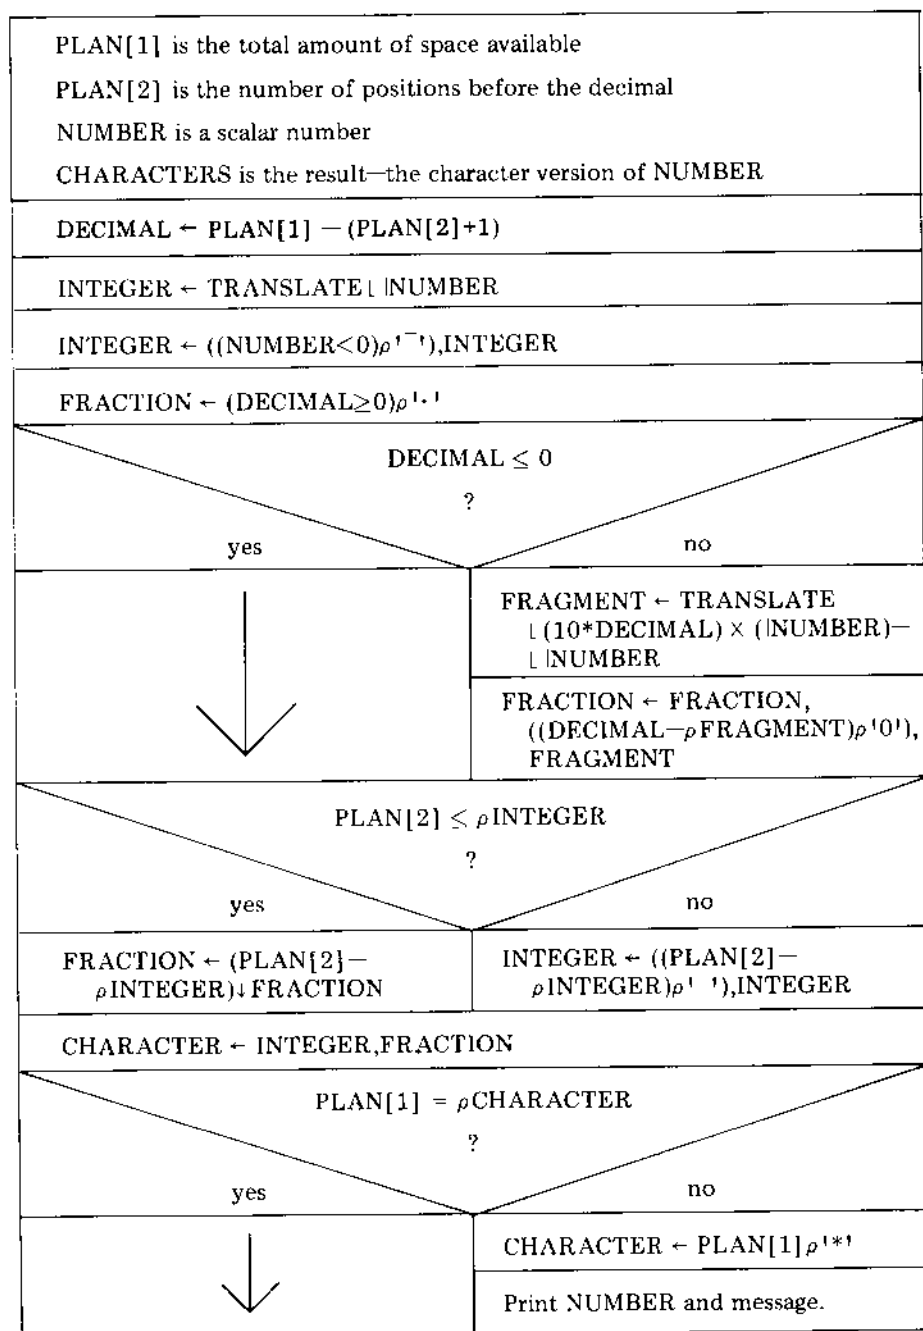 PLAN[1] is the total amount of space available
PLAN[2] is the number of positions before the decimal
NUMBER is a scalar number
CHARACTERS is the result—the character version of NUMBER
DECIMAL ← PLAN[1] − (PLAN[2]+1)
INTEGER ← TRANSLATE⌊ |NUMBER
INTEGER ← ((NUMBER<0)ρ'¯'),INTEGER
FRACTION ← (DECIMAL≥0)ρ'.'
DECIMAL ≤ 0
?
yes no
FRAGMENT ← TRANSLATE
⌊(10*DECIMAL) × (|NUMBER)−
⌊ |NUMBER
FRACTION ← FRACTION,
((DECIMAL−ρFRAGMENT)ρ'0'),
FRAGMENT
PLAN[2] ≤ ρINTEGER
?
yes no
FRACTION ← (PLAN[2]−
ρINTEGER)↓FRACTION
INTEGER ← ((PLAN[2]−
ρINTEGER)ρ' '),INTEGER
CHARACTER ← INTEGER,FRACTION
PLAN[1] = ρCHARACTER
?
yes no
CHARACTER ← PLAN[1]ρ'*'
Print NUMBER and message.